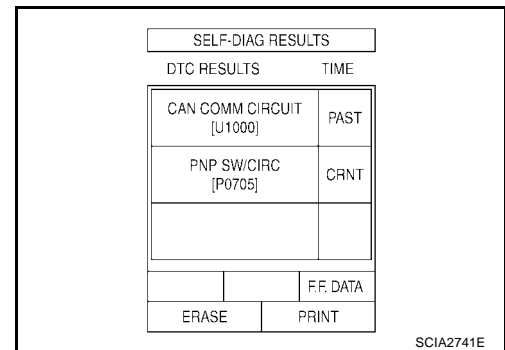 SELF-DIAG RESULTS
DTC RESULTS TIME
CAN COMM CIRCUIT
[U1000]
PAST
PNP SW/CIRC
[P0705]
CRNT
F.F. DATA
ERASE PRINT
SCIA2741E